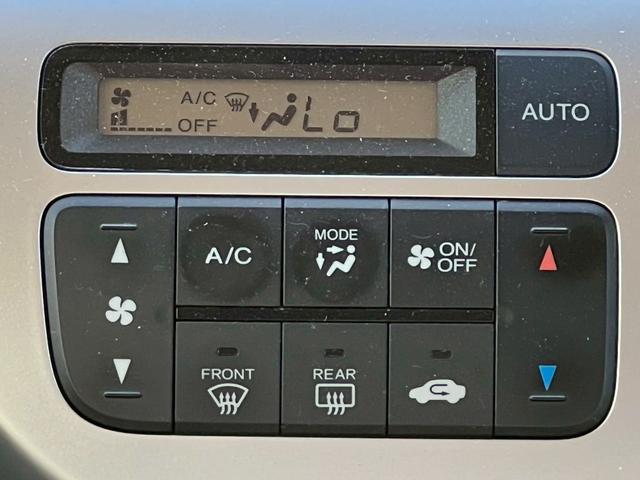 A/C
OFF
Lo
AUTO
A/C
MODE
ON/
OFF
FRONT
REAR